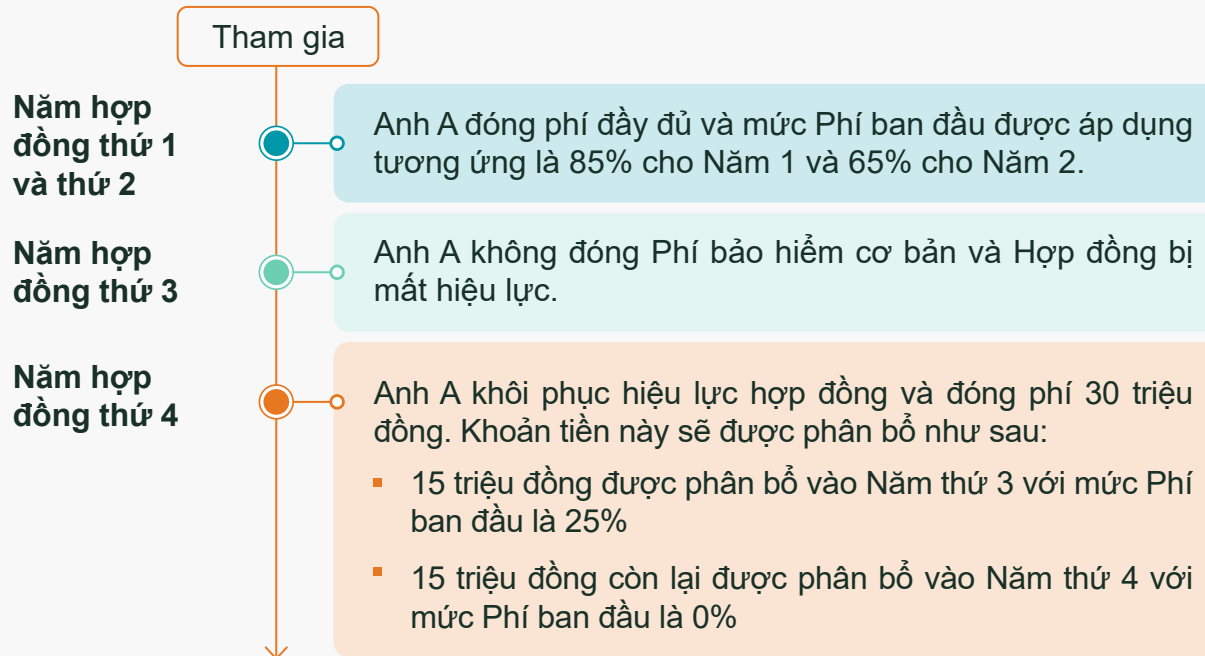 Tham gia
Năm hợp
đồng thứ 1
và thứ 2
Anh A đóng phí đầy đủ và mức Phí ban đầu được áp dụng
tương ứng là 85% cho Năm 1 và 65% cho Năm 2.
Năm hợp
đồng thứ 3
Anh A không đóng Phí bảo hiểm cơ bản và Hợp đồng bị
mất hiệu lực.
Năm hợp
đồng thứ 4
Anh A khôi phục hiệu lực hợp đồng và đóng phí 30 triệu
đồng. Khoản tiền này sẽ được phân bổ như sau:
▪ 15 triệu đồng được phân bổ vào Năm thứ 3 với mức Phí
ban đầu là 25%
▪ 15 triệu đồng còn lại được phân bổ vào Năm thứ 4 với
mức Phí ban đầu là 0%